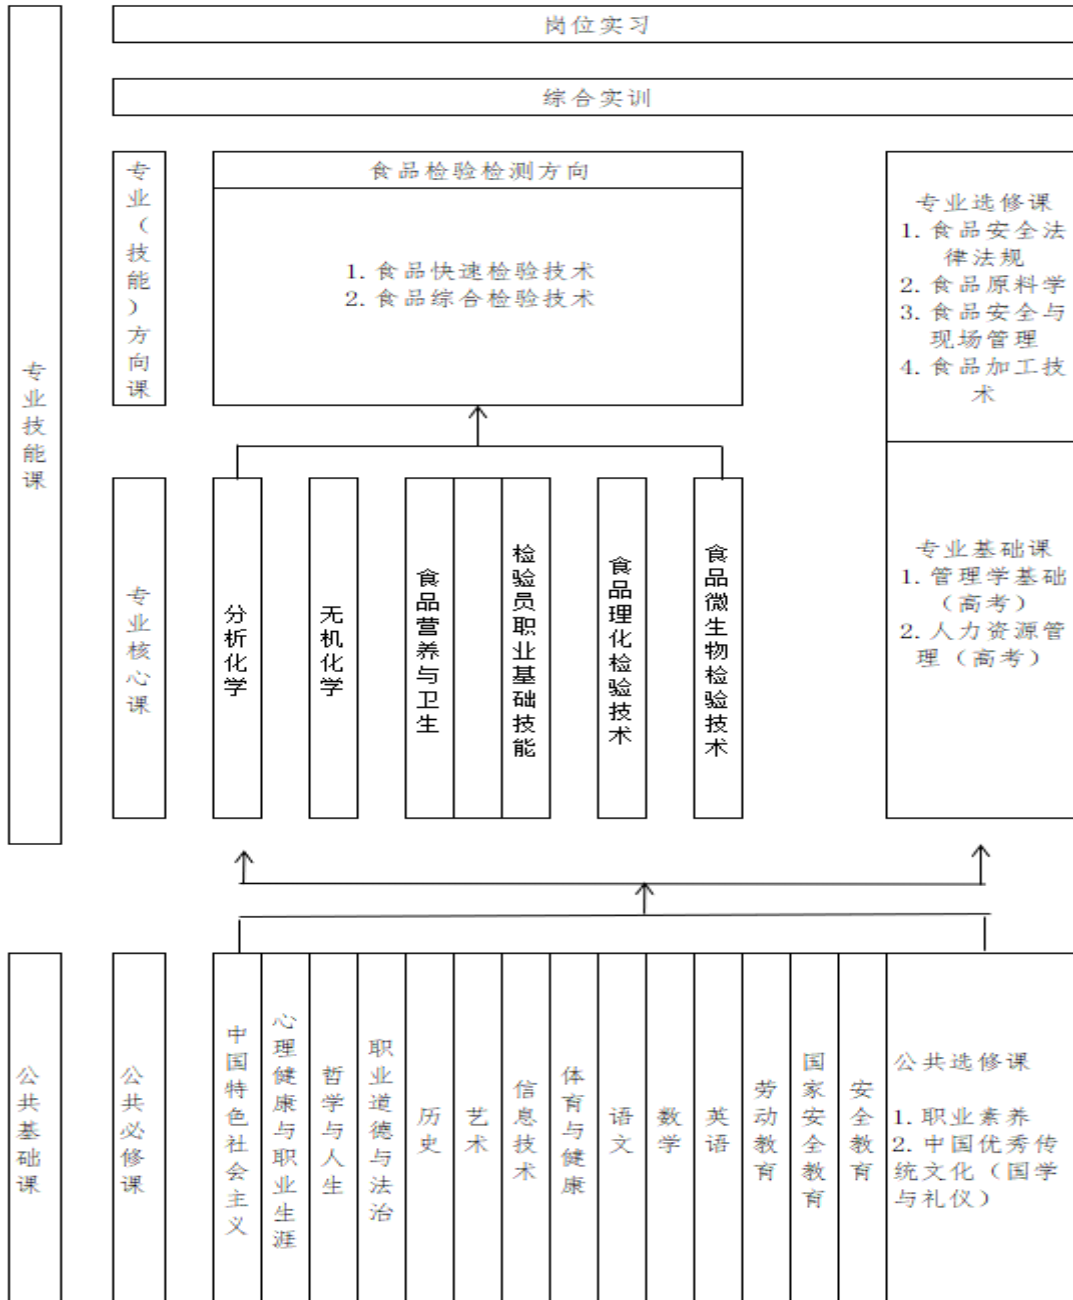 岗位实习
综合实训
专业技能课
专业（技能）方向课
食品检验检测方向
1. 食品快速检验技术
2. 食品综合检验技术
专业选修课
1. 食品安全法
律法规
2. 食品原料学
3. 食品安全与
现场管理
4. 食品加工技
术
专业核心课
分析化学
无机化学
食品营养与卫生
检验员职业基础技能
食品理化检验技术
食品微生物检验技术
专业基础课
1. 管理学基础
（高考）
2. 人力资源管
理（高考）
公共基础课
公共必修课
中国特色社会主义
心理健康与职业生涯
哲学与人生
职业道德与法治
历史
艺术
信息技术
体育与健康
语文
数学
英语
劳动教育
国家安全教育
安全教育
公共选修课
1. 职业素养
2. 中国优秀传
统文化（国学
与礼仪）